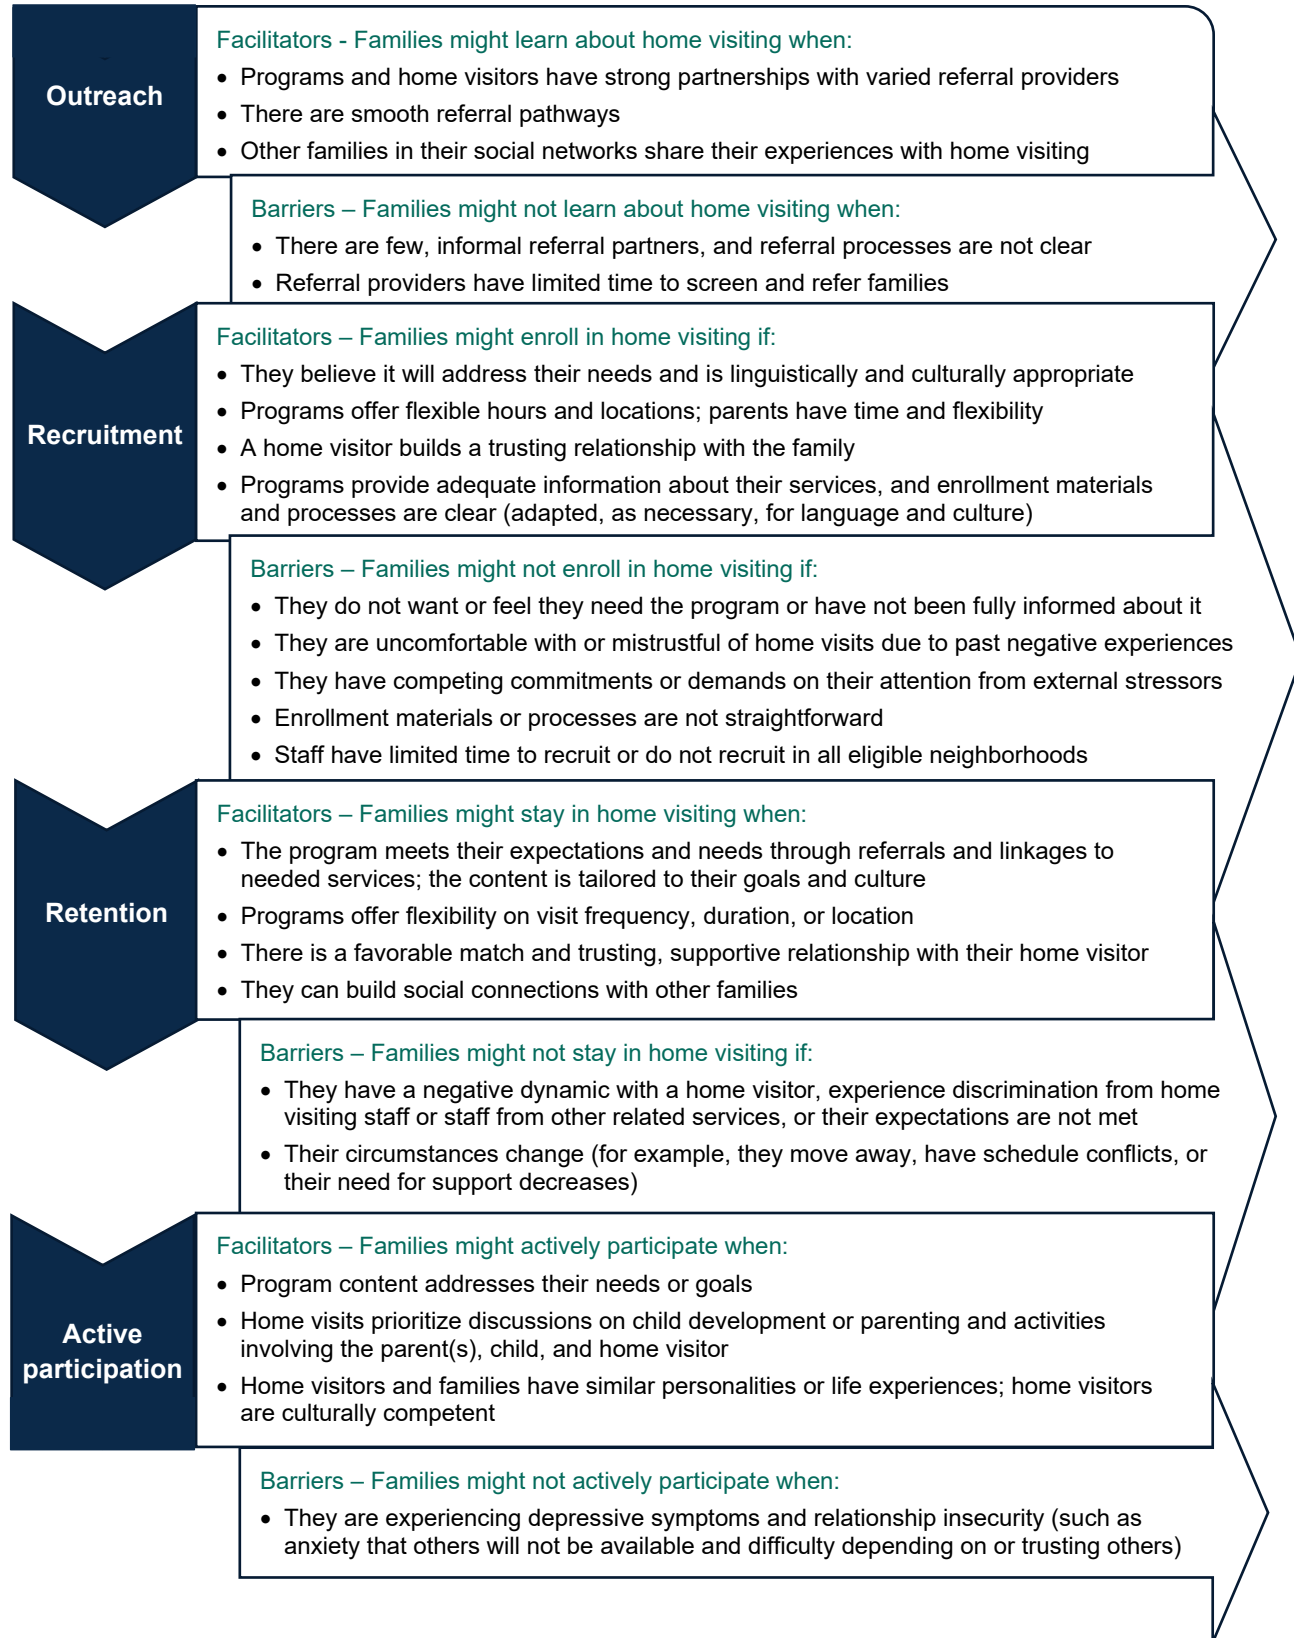 Outreach
Facilitators - Families might learn about home visiting when:
• Programs and home visitors have strong partnerships with varied referral providers
• There are smooth referral pathways
• Other families in their social networks share their experiences with home visiting
Barriers – Families might not learn about home visiting when:
• There are few, informal referral partners, and referral processes are not clear
• Referral providers have limited time to screen and refer families
Recruitment
Facilitators – Families might enroll in home visiting if:
• They believe it will address their needs and is linguistically and culturally appropriate
• Programs offer flexible hours and locations; parents have time and flexibility
• A home visitor builds a trusting relationship with the family
• Programs provide adequate information about their services, and enrollment materials
and processes are clear (adapted, as necessary, for language and culture)
Barriers – Families might not enroll in home visiting if:
• They do not want or feel they need the program or have not been fully informed about it
• They are uncomfortable with or mistrustful of home visits due to past negative experiences
• They have competing commitments or demands on their attention from external stressors
• Enrollment materials or processes are not straightforward
• Staff have limited time to recruit or do not recruit in all eligible neighborhoods
Retention
Facilitators – Families might stay in home visiting when:
• The program meets their expectations and needs through referrals and linkages to
needed services; the content is tailored to their goals and culture
• Programs offer flexibility on visit frequency, duration, or location
• There is a favorable match and trusting, supportive relationship with their home visitor
• They can build social connections with other families
Barriers – Families might not stay in home visiting if:
• They have a negative dynamic with a home visitor, experience discrimination from home
visiting staff or staff from other related services, or their expectations are not met
• Their circumstances change (for example, they move away, have schedule conflicts, or
their need for support decreases)
Active
participation
Facilitators – Families might actively participate when:
• Program content addresses their needs or goals
• Home visits prioritize discussions on child development or parenting and activities
involving the parent(s), child, and home visitor
• Home visitors and families have similar personalities or life experiences; home visitors
are culturally competent
Barriers – Families might not actively participate when:
• They are experiencing depressive symptoms and relationship insecurity (such as
anxiety that others will not be available and difficulty depending on or trusting others)